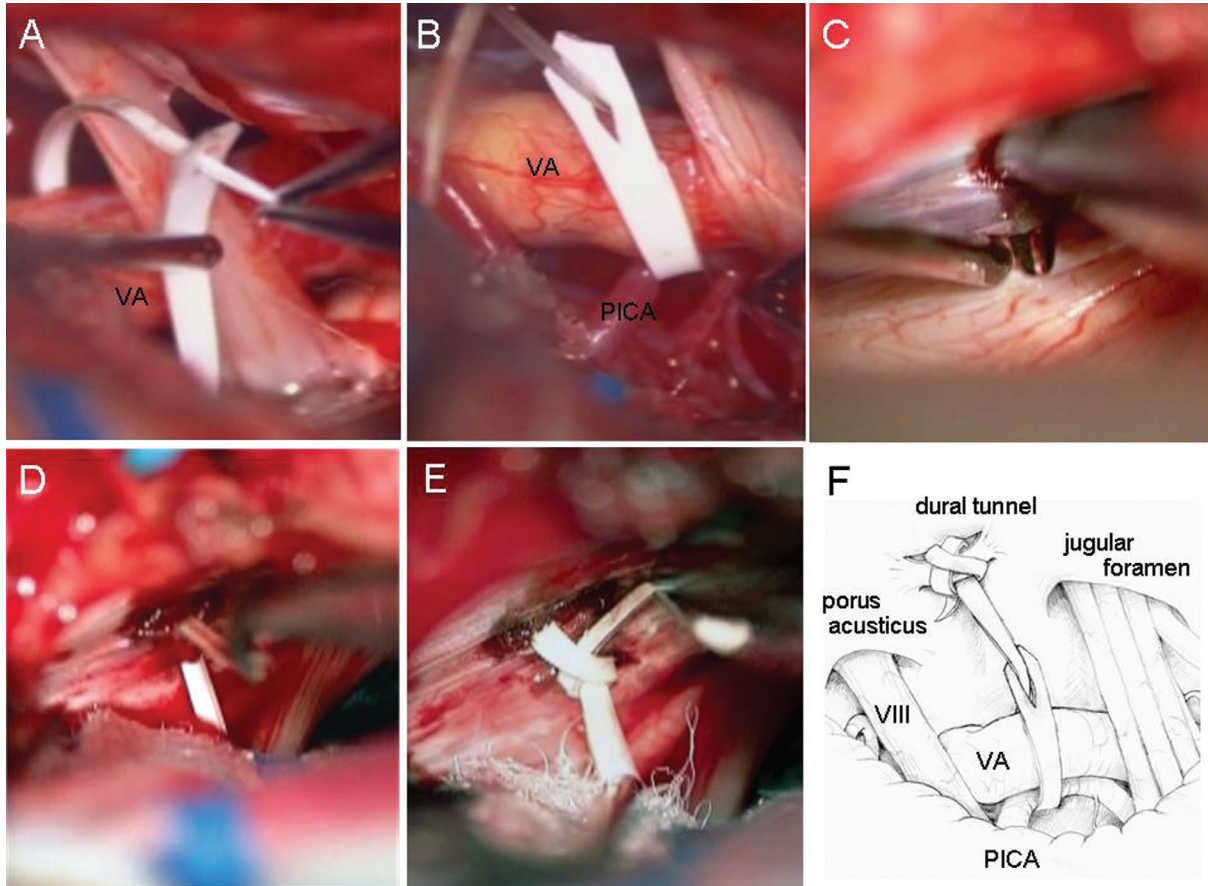 A
VA
B
VA
PICA
C
D
E
F
dural tunnel
jugular
foramen
porus
acusticus
VIII
VA
PICA